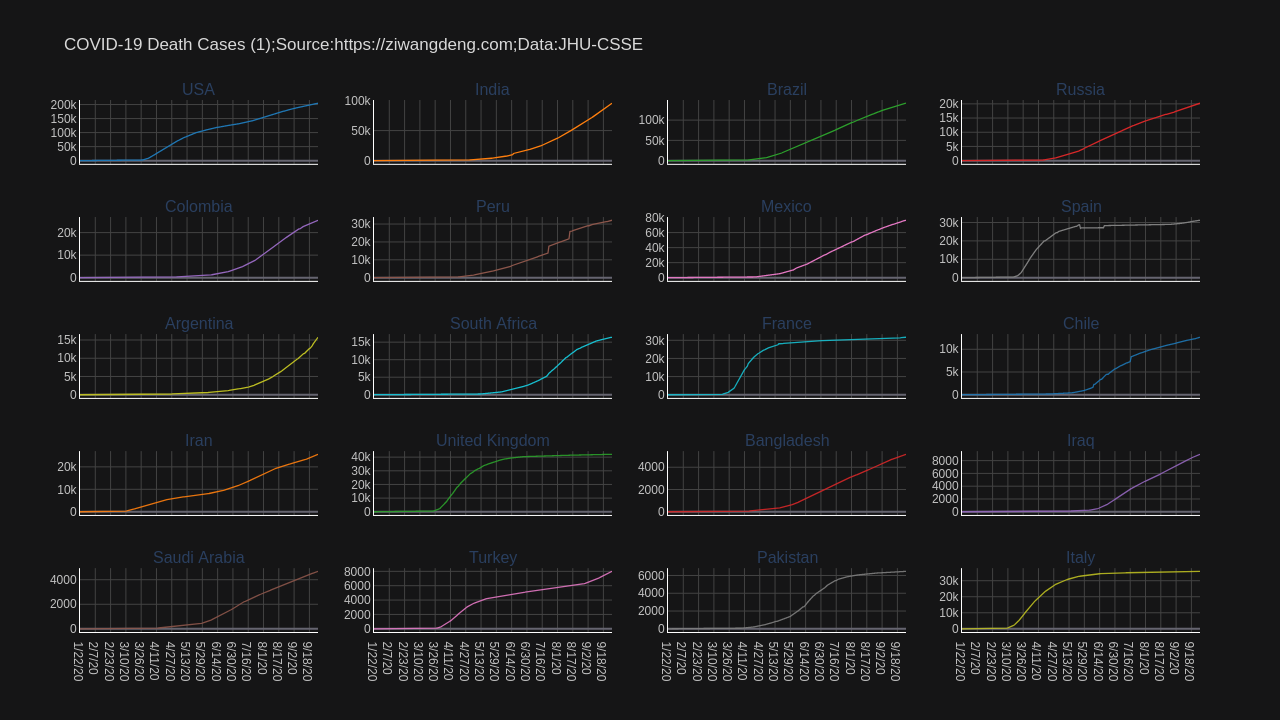 COVID-19 Death Cases (1);Source:https://ziwangdeng.com;Data:JHU-CSSE
USA
200k
150k
100k
50k
0
India
100k
50k
0
Brazil
100k
50k
0
Russia
20k
15k
10k
5k
0
Colombia
20k
10k
0
Peru
30k
20k
10k
0
Mexico
80k
60k
40k
20k
0
Spain
30k
20k
10k
0
Argentina
15k
10k
5k
0
South Africa
15k
10k
5k
0
France
30k
20k
10k
0
Chile
10k
5k
0
Iran
20k
10k
0
United Kingdom
40k
30k
20k
10k
0
Bangladesh
4000
2000
0
Iraq
8000
6000
4000
2000
0
Saudi Arabia
4000
2000
0
Turkey
8000
6000
4000
2000
0
Pakistan
6000
4000
2000
0
Italy
30k
20k
10k
0
1/22/20 2/7/20 2/23/20 3/10/20 3/26/20 4/11/20 4/27/20 5/13/20 5/29/20 6/14/20 6/30/20 7/16/20 8/1/20 8/17/20 9/2/20 9/18/20
1/22/20 2/7/20 2/23/20 3/10/20 3/26/20 4/11/20 4/27/20 5/13/20 5/29/20 6/14/20 6/30/20 7/16/20 8/1/20 8/17/20 9/2/20 9/18/20
1/22/20 2/7/20 2/23/20 3/10/20 3/26/20 4/11/20 4/27/20 5/13/20 5/29/20 6/14/20 6/30/20 7/16/20 8/1/20 8/17/20 9/2/20 9/18/20
1/22/20 2/7/20 2/23/20 3/10/20 3/26/20 4/11/20 4/27/20 5/13/20 5/29/20 6/14/20 6/30/20 7/16/20 8/1/20 8/17/20 9/2/20 9/18/20